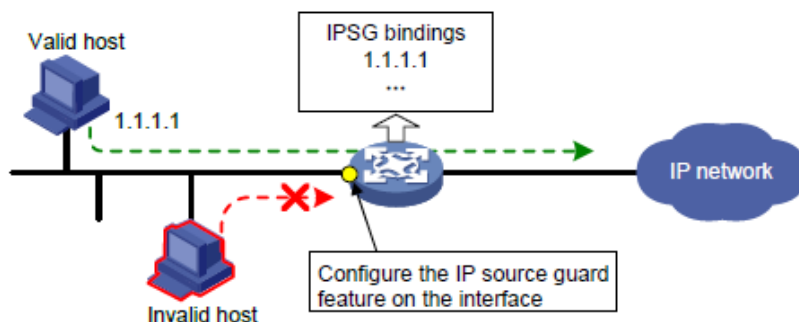 IPSG bindings
1.1.1.1
...
Valid host
1.1.1.1
IP network
Configure the IP source guard
feature on the interface
Invalid host